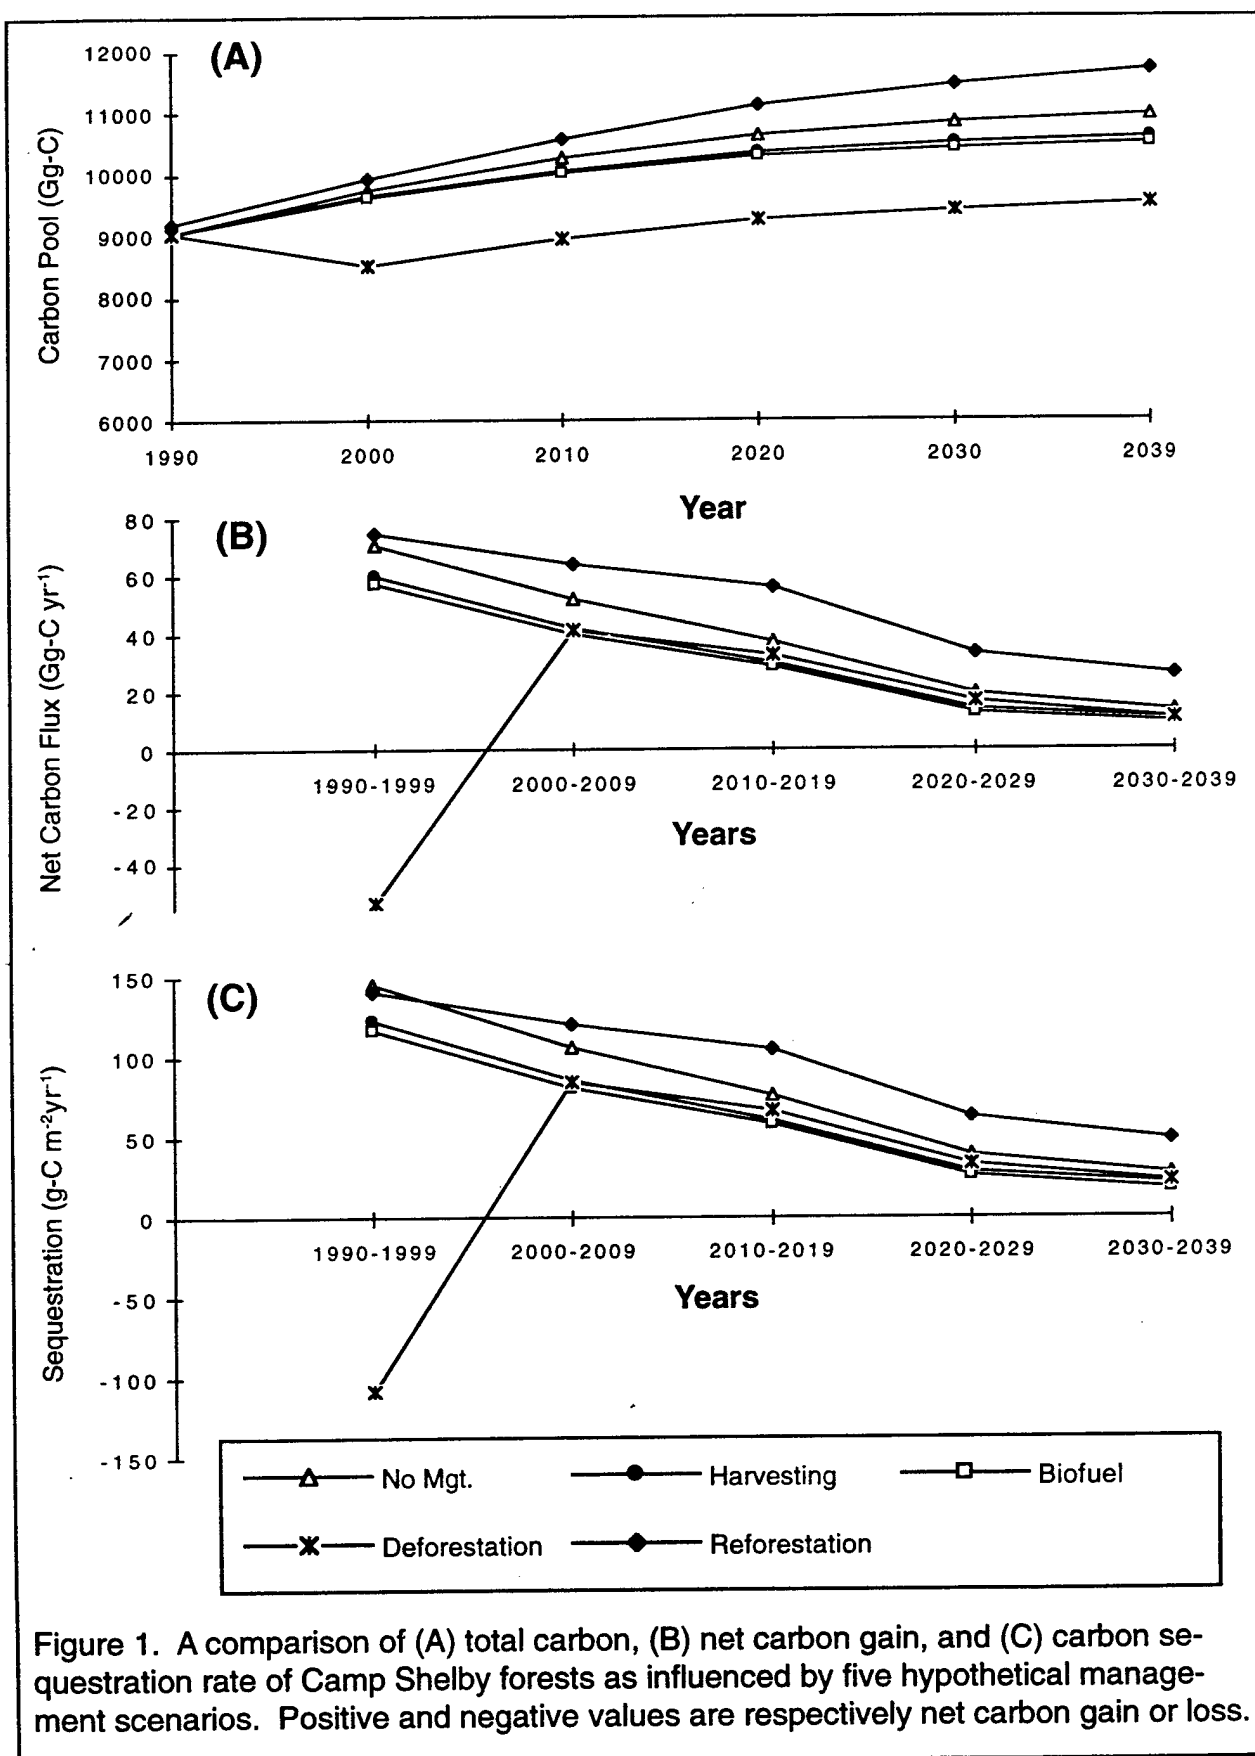 (A)
12000
11000
10000
9000
8000
7000
6000
Carbon Pool (Gg-C)
1990 2000 2010 2020 2030 2039
Year
(B)
80
60
40
20
0
-20
-40
Net Carbon Flux (Gg-C yr-1)
1990-1999 2000-2009 2010-2019 2020-2029 2030-2039
Years
(C)
150
100
50
0
-50
-100
-150
Sequestration (g-C m-2yr-1)
1990-1999 2000-2009 2010-2019 2020-2029 2030-2039
Years
No Mgt. Harvesting Biofuel
Deforestation Reforestation
Figure 1. A comparison of (A) total carbon, (B) net carbon gain, and (C) carbon se-
questration rate of Camp Shelby forests as influenced by five hypothetical manage-
ment scenarios. Positive and negative values are respectively net carbon gain or loss.